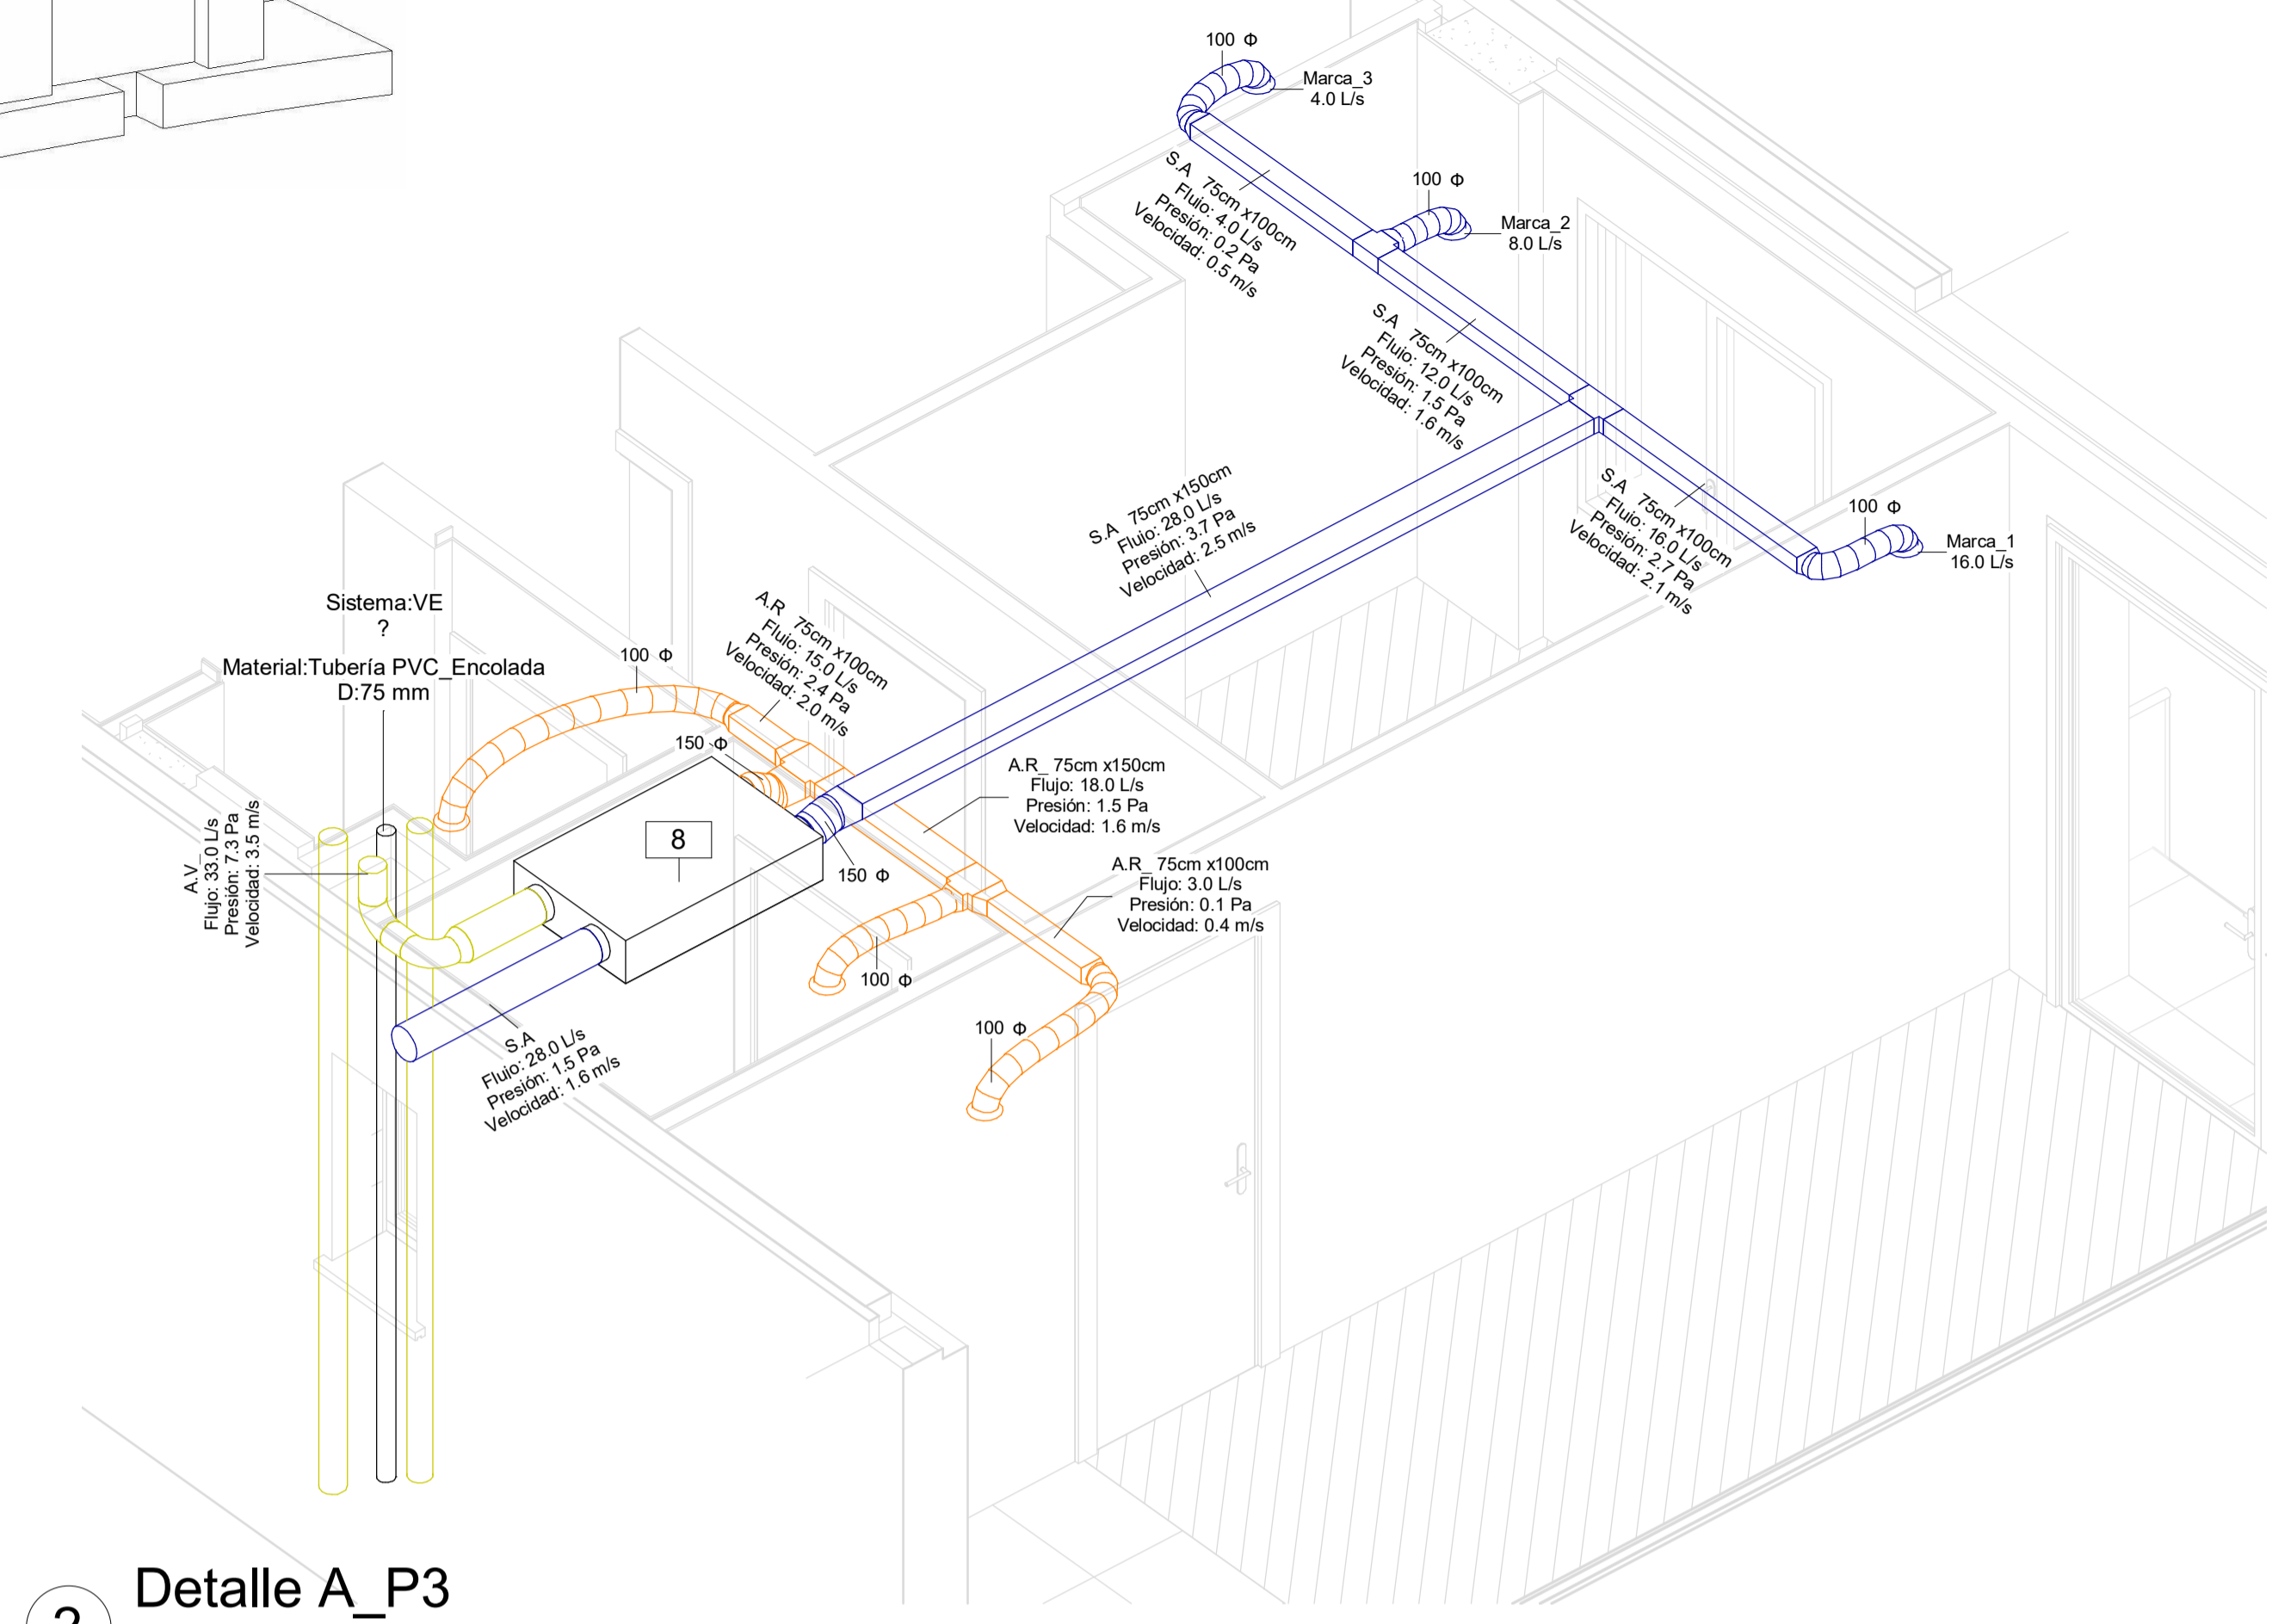 100 Φ
Marca_3
4.0 L/s
S.A 75cm x100cm
Flujo: 4.0 L/s
Presión: 0.2 Pa
Velocidad: 0.5 m/s
100 Φ
Marca_2
8.0 L/s
S.A 75cm x100cm
Flujo: 12.0 L/s
Presión: 1.5 Pa
Velocidad: 1.6 m/s
S.A 75cm x150cm
Flujo: 28.0 L/s
Presión: 3.7 Pa
Velocidad: 2.5 m/s
S.A 75cm x100cm
Flujo: 16.0 L/s
Presión: 2.7 Pa
Velocidad: 2.1 m/s
100 Φ
Marca_1
16.0 L/s
Sistema:VE
?
Material:Tubería PVC_Encolada
D:75 mm
100 Φ
A.R 75cm x100cm
Flujo: 15.0 L/s
Presión: 2.4 Pa
Velocidad: 2.0 m/s
150 Φ
A.R_ 75cm x150cm
Flujo: 18.0 L/s
Presión: 1.5 Pa
Velocidad: 1.6 m/s
8
150 Φ
A.R_ 75cm x100cm
Flujo: 3.0 L/s
Presión: 0.1 Pa
Velocidad: 0.4 m/s
A.V_
Flujo: 33.0 L/s
Presión: 7.3 Pa
Velocidad: 3.5 m/s
100 Φ
100 Φ
S.A
Flujo: 28.0 L/s
Presión: 1.5 Pa
Velocidad: 1.6 m/s
Detalle A_P3